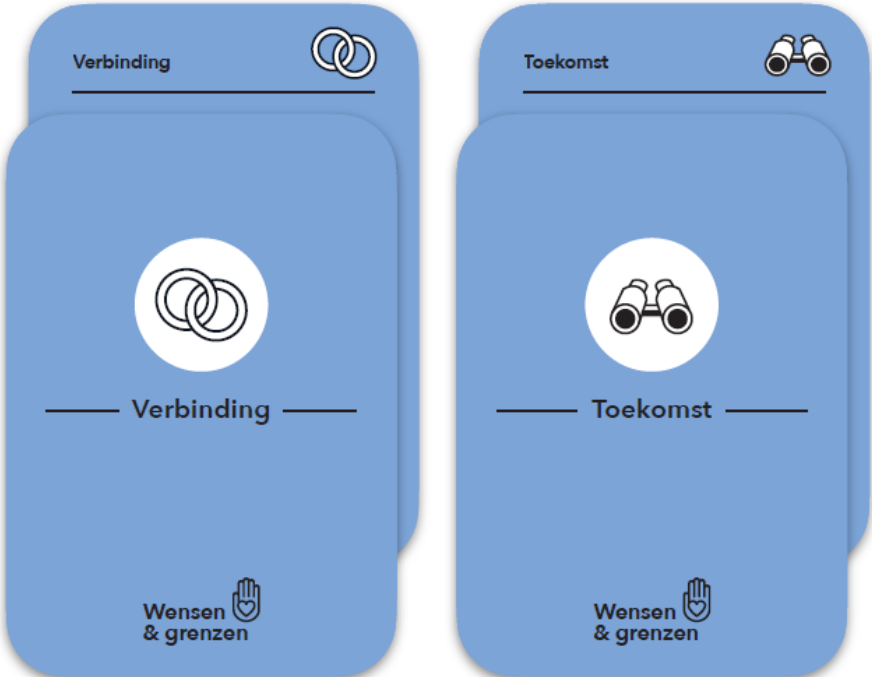 Verbinding
Verbinding
Wensen
& grenzen
Toekomst
Toekomst
Wensen
& grenzen